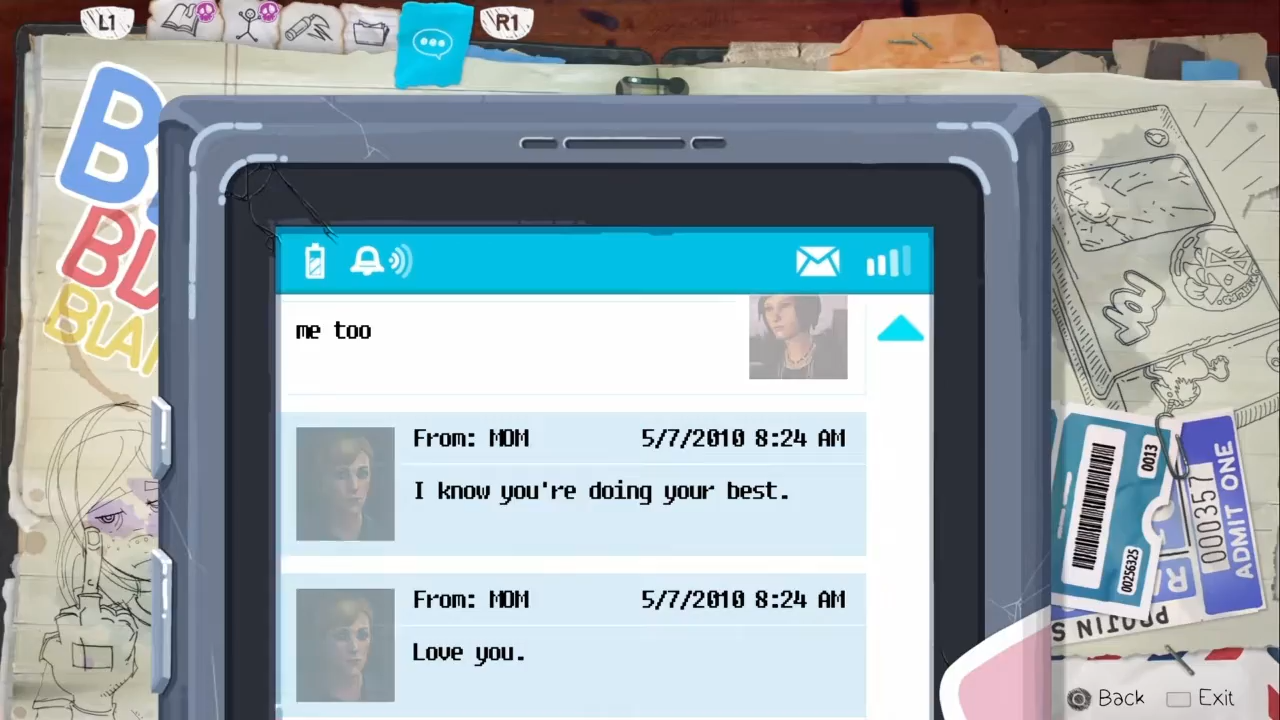 L1
R1
me too
From: MOM 5/7/2010 8:24 AM
I know you're doing your best.
From: MOM 5/7/2010 8:24 AM
Love you.
0013
00256325
000357
ADMIT ONE
Back
Exit